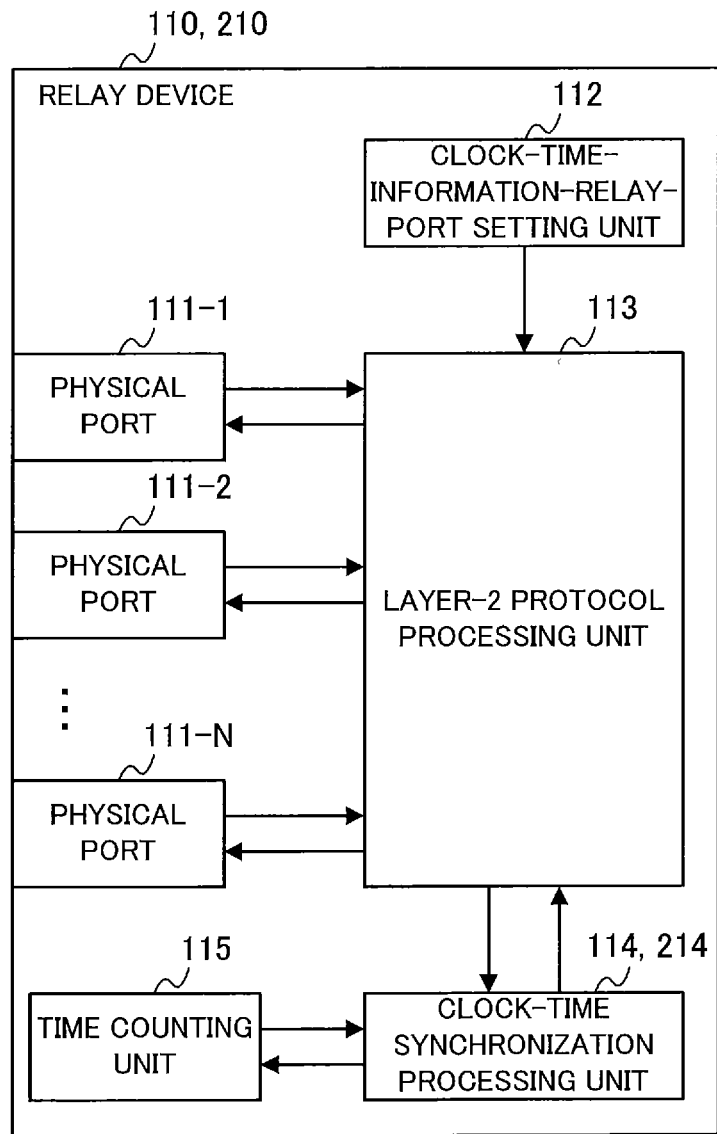 110, 210
RELAY DEVICE
112
CLOCK-TIME-
INFORMATION-RELAY-
PORT SETTING UNIT
111-1
PHYSICAL
PORT
113
LAYER-2 PROTOCOL
PROCESSING UNIT
111-2
PHYSICAL
PORT
⋮
111-N
PHYSICAL
PORT
115
TIME COUNTING
UNIT
114, 214
CLOCK-TIME
SYNCHRONIZATION
PROCESSING UNIT